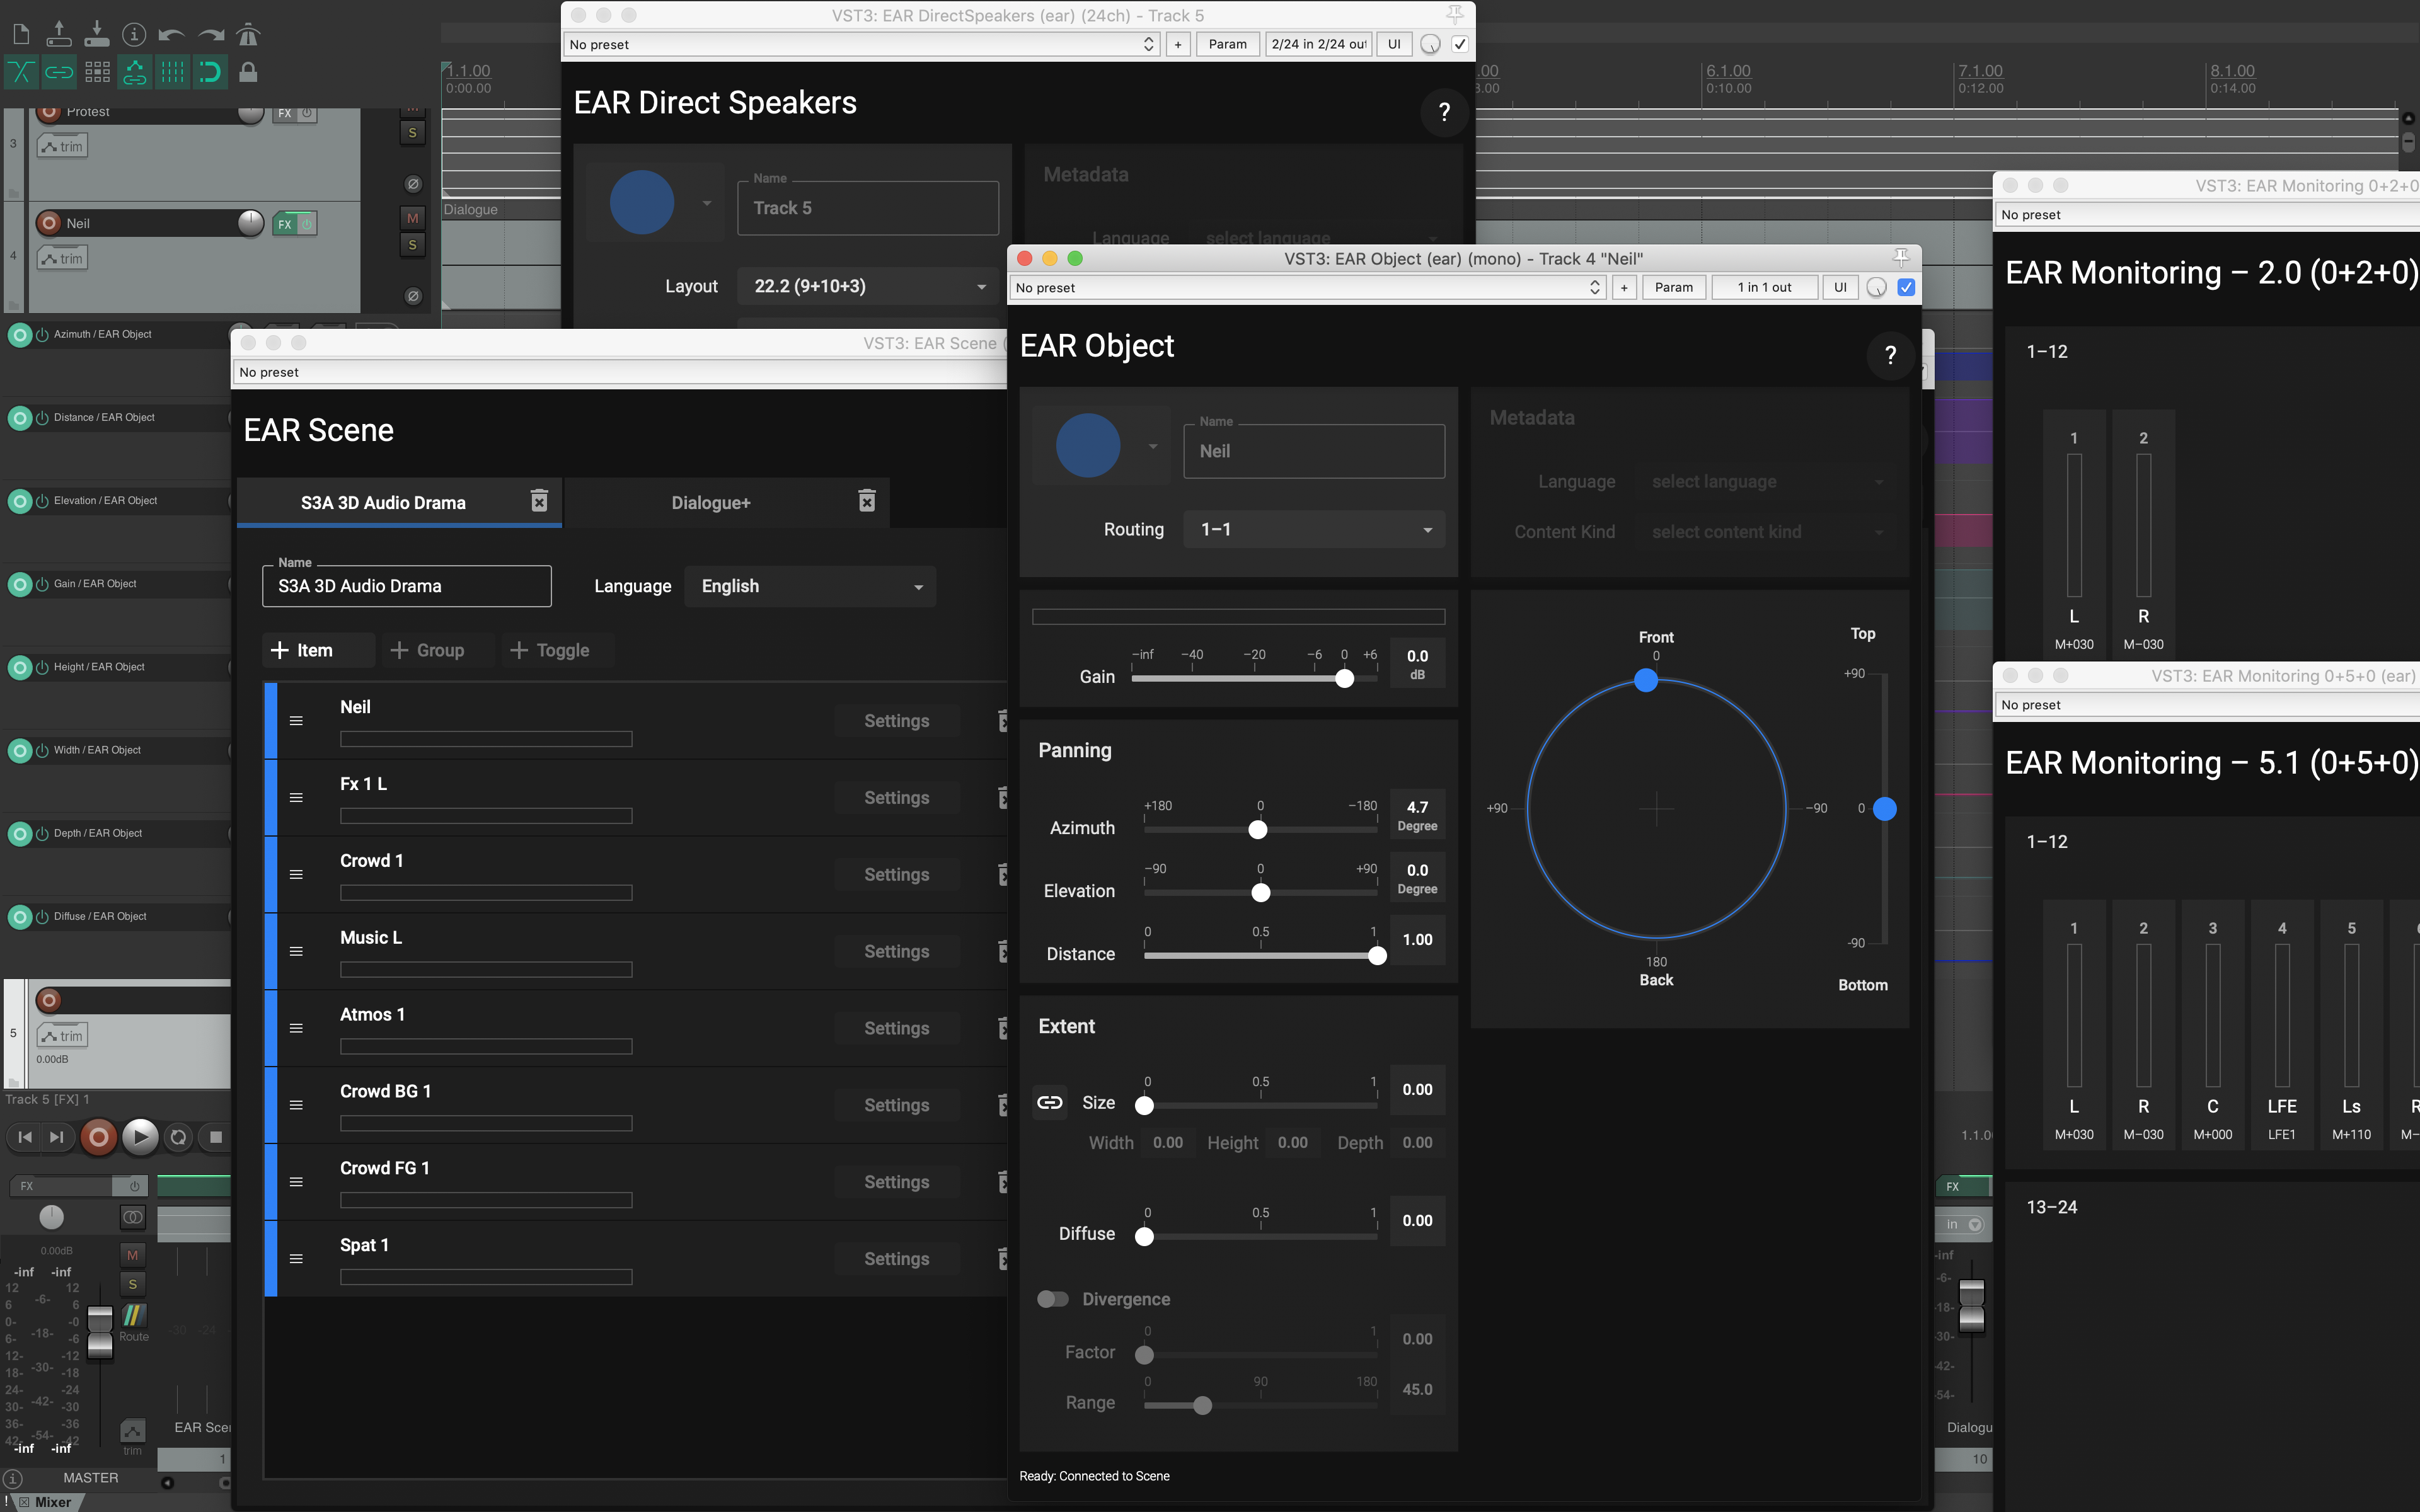 VST3: EAR DirectSpeakers (ear) (24ch) - Track 5
No preset
+
Param
2/24 in 2/24 out
UI
EAR Direct Speakers
?
Name
Track 5
Layout
22.2 (9+10+3)
Metadata
Language
select language
1.1.00
0:00.00
6.1.00
0:10.00
7.1.00
0:12.00
8.1.00
0:14.00
3
Protest
FX
trim
S
Dialogue
4
Neil
FX
M
S
trim
Azimuth / EAR Object
Distance / EAR Object
Elevation / EAR Object
Gain / EAR Object
Height / EAR Object
Width / EAR Object
Depth / EAR Object
Diffuse / EAR Object
5
trim
0.00dB
Track 5 [FX] 1
FX
0.00dB
-inf -inf
M
S
Route
trim
-inf -inf
MASTER
Mixer
EAR Scen
1
VST3: EAR Scene (
No preset
EAR Scene
S3A 3D Audio Drama
Dialogue+
Name
S3A 3D Audio Drama
Language
English
+ Item
+ Group
+ Toggle
Neil
Settings
Fx 1 L
Settings
Crowd 1
Settings
Music L
Settings
Atmos 1
Settings
Crowd BG 1
Settings
Crowd FG 1
Settings
Spat 1
Settings
VST3: EAR Object (ear) (mono) - Track 4 "Neil"
No preset
+
Param
1 in 1 out
UI
EAR Object
?
Name
Neil
Routing
1–1
Metadata
Language
select language
Content Kind
select content kind
Gain
−inf −40 −20 −6 0 +6
0.0
dB
Panning
Azimuth
+180 0 −180
4.7
Degree
Elevation
−90 0 +90
0.0
Degree
Distance
0 0.5 1
1.00
Front
0
+90
−90
180
Back
Top
+90
0
-90
Bottom
Extent
Size
0 0.5 1
0.00
Width 0.00 Height 0.00 Depth 0.00
Diffuse
0 0.5 1
0.00
Divergence
Factor
0 1
0.00
Range
0 90 180
45.0
Ready: Connected to Scene
VST3: EAR Monitoring 0+2+0
No preset
EAR Monitoring – 2.0 (0+2+0)
1–12
1 2
L R
M+030 M−030
VST3: EAR Monitoring 0+5+0 (ear)
No preset
EAR Monitoring – 5.1 (0+5+0)
1–12
1 2 3 4 5
L R C LFE Ls
M+030 M−030 M+000 LFE1 M+110
13–24
FX
in
-inf
-6-
-18-
-30-
-42-
-54-
Dialogu
10